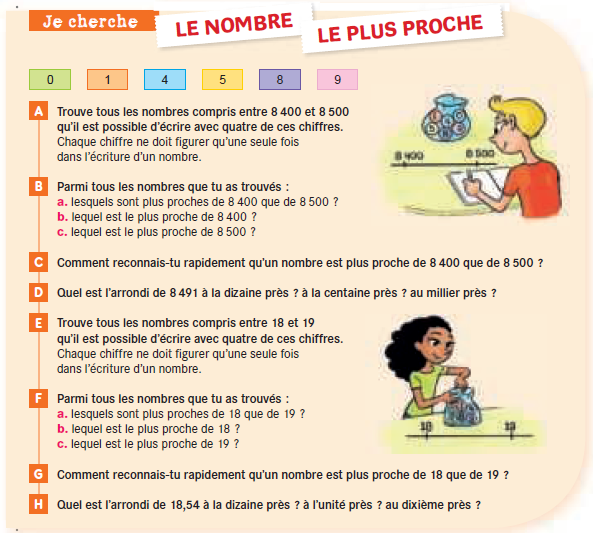 Je cherche
LE NOMBRE
LE PLUS PROCHE
0 1 4 5 8 9
A Trouve tous les nombres compris entre 8 400 et 8 500
qu'il est possible d'écrire avec quatre de ces chiffres.
Chaque chiffre ne doit figurer qu'une seule fois
dans l'écriture d'un nombre.
8 400 8 500
B Parmi tous les nombres que tu as trouvés :
a. lesquels sont plus proches de 8 400 que de 8 500 ?
b. lequel est le plus proche de 8 400 ?
c. lequel est le plus proche de 8 500 ?
C Comment reconnais-tu rapidement qu'un nombre est plus proche de 8 400 que de 8 500 ?
D Quel est l'arrondi de 8 491 à la dizaine près ? à la centaine près ? au millier près ?
E Trouve tous les nombres compris entre 18 et 19
qu'il est possible d'écrire avec quatre de ces chiffres.
Chaque chiffre ne doit figurer qu'une seule fois
dans l'écriture d'un nombre.
F Parmi tous les nombres que tu as trouvés :
a. lesquels sont plus proches de 18 que de 19 ?
b. lequel est le plus proche de 18 ?
c. lequel est le plus proche de 19 ?
18 19
G Comment reconnais-tu rapidement qu'un nombre est plus proche de 18 que de 19 ?
H Quel est l'arrondi de 18,54 à la dizaine près ? à l'unité près ? au dixième près ?